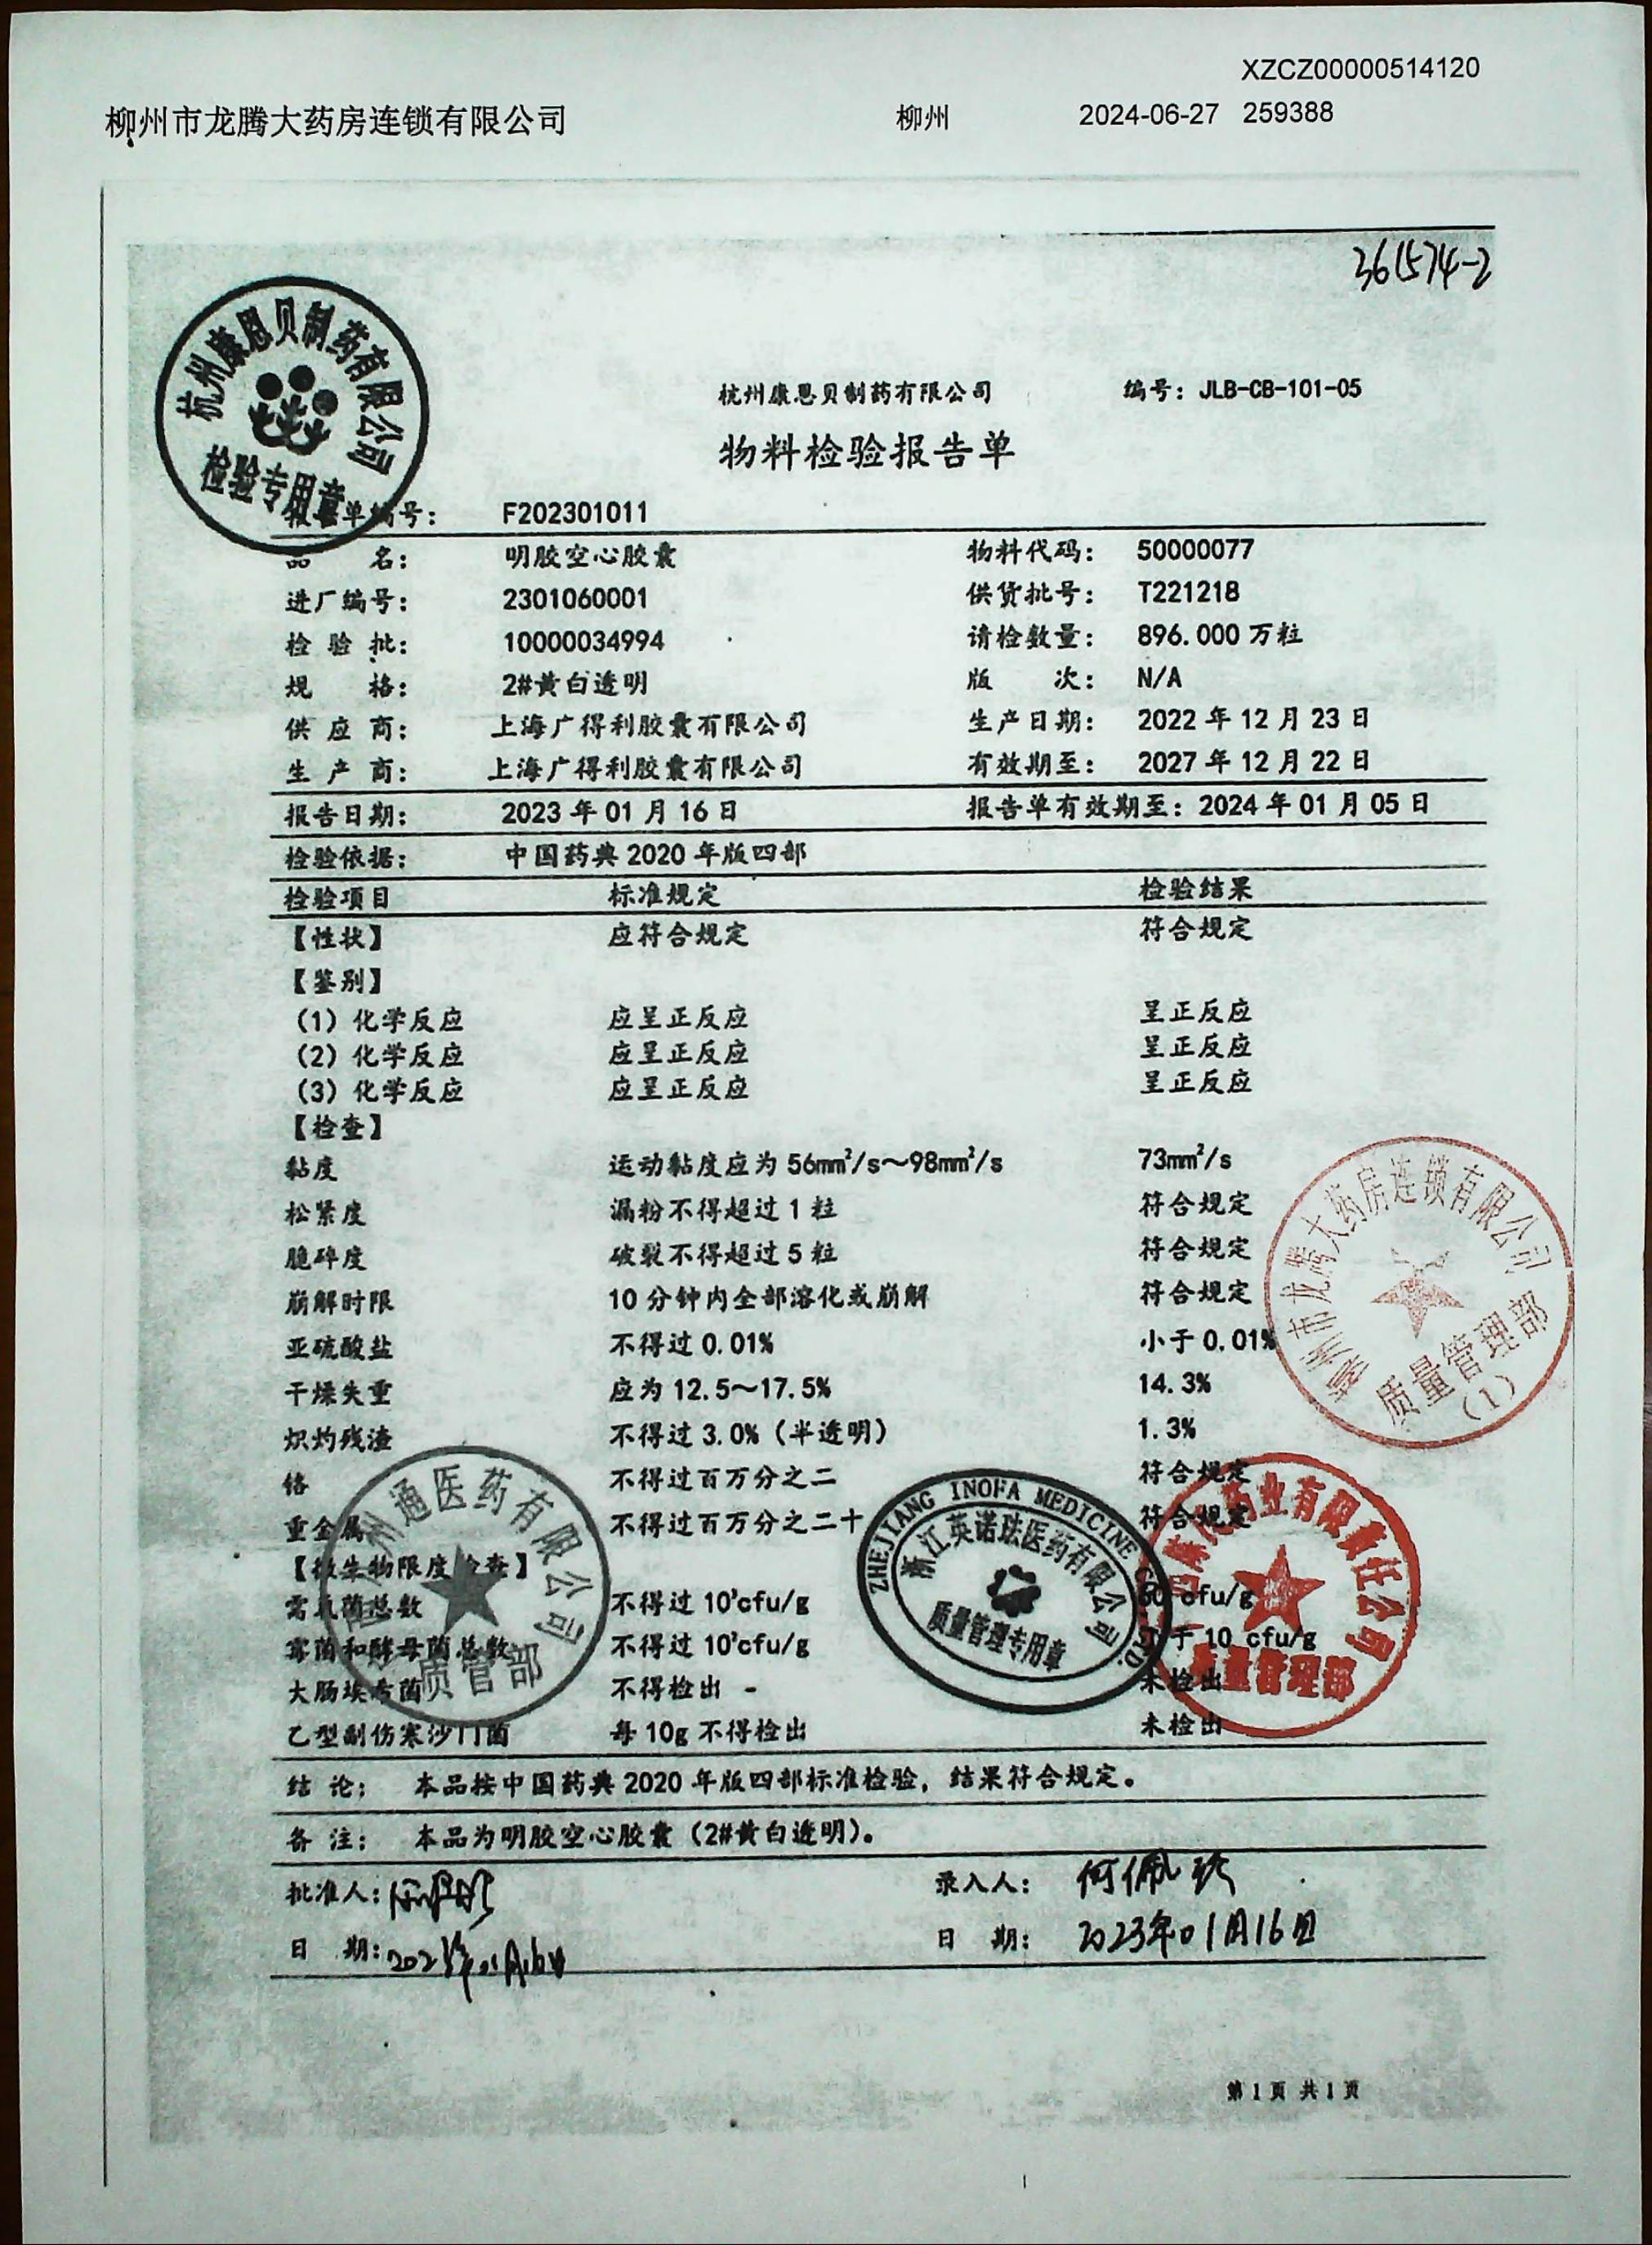 XZCZ00000514120
柳州市龙腾大药房连锁有限公司 柳州 2024-06-27 259388
361574-2
杭州康恩贝制药有限公司
检验专用章
杭州康恩贝制药有限公司 编号：JLB-CB-101-05
物料检验报告单
报告单编号： F202301011
品 名： 明胶空心胶囊 物料代码： 50000077
进厂编号： 2301060001 供货批号： T221218
检 验 批： 10000034994 请检数量： 896.000 万粒
规 格： 2#黄白透明 版 次： N/A
供 应 商： 上海广得利胶囊有限公司 生产日期： 2022 年 12 月 23 日
生 产 商： 上海广得利胶囊有限公司 有效期至： 2027 年 12 月 22 日
报告日期： 2023 年 01 月 16 日 报告单有效期至：2024 年 01 月 05 日
检验依据： 中国药典 2020 年版四部
检验项目 标准规定 检验结果
【性状】 应符合规定 符合规定
【鉴别】
（1）化学反应 应呈正反应 呈正反应
（2）化学反应 应呈正反应 呈正反应
（3）化学反应 应呈正反应 呈正反应
【检查】
黏度 运动黏度应为 56mm²/s～98mm²/s 73mm²/s
松紧度 漏粉不得超过 1 粒 符合规定
脆碎度 破裂不得超过 5 粒 符合规定
崩解时限 10 分钟内全部溶化或崩解 符合规定
亚硫酸盐 不得过 0.01% 小于 0.01%
干燥失重 应为 12.5～17.5% 14.3%
炽灼残渣 不得过 3.0%（半透明） 1.3%
铬 不得过百万分之二 符合规定
重金属 不得过百万分之二十 符合规定
【微生物限度检查】
需氧菌总数 不得过 10³cfu/g 60 cfu/g
霉菌和酵母菌总数 不得过 10²cfu/g 小于 10 cfu/g
大肠埃希菌 不得检出 未检出
乙型副伤寒沙门菌 每 10g 不得检出 未检出
柳州市龙腾大药房连锁有限公司
质量管理部
（1）
州通医药有限公司
质管部
ZHEJIANG INOFA MEDICINE CO.,LTD.
浙江英诺珐医药有限公司
质量管理专用章
药业有限责任公司
质量管理部
结 论： 本品按中国药典 2020 年版四部标准检验，结果符合规定。
备 注： 本品为明胶空心胶囊（2#黄白透明）。
批准人： 录入人： 何佩
日 期： 日 期： 2023年01月16日
第 1 页 共 1 页